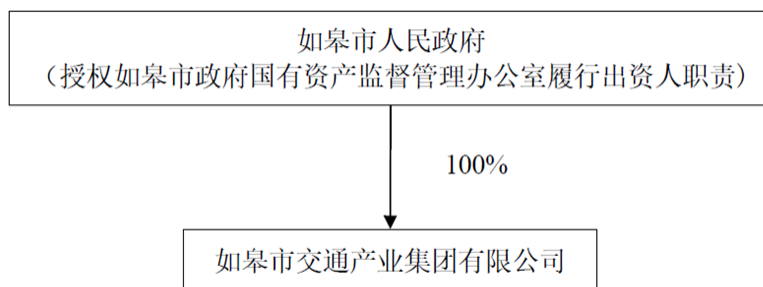 如皋市人民政府
（授权如皋市政府国有资产监督管理办公室履行出资人职责）
100%
如皋市交通产业集团有限公司